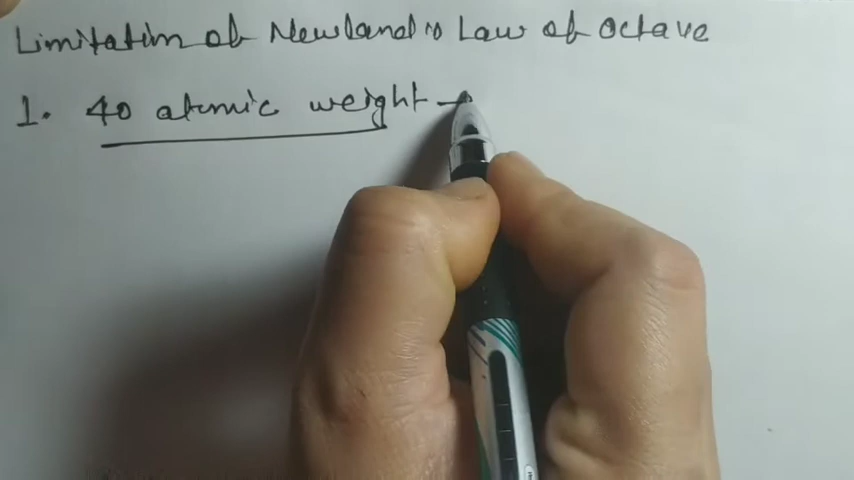 Limitation of Newland's Law of Octave
1. 40 atomic weight →